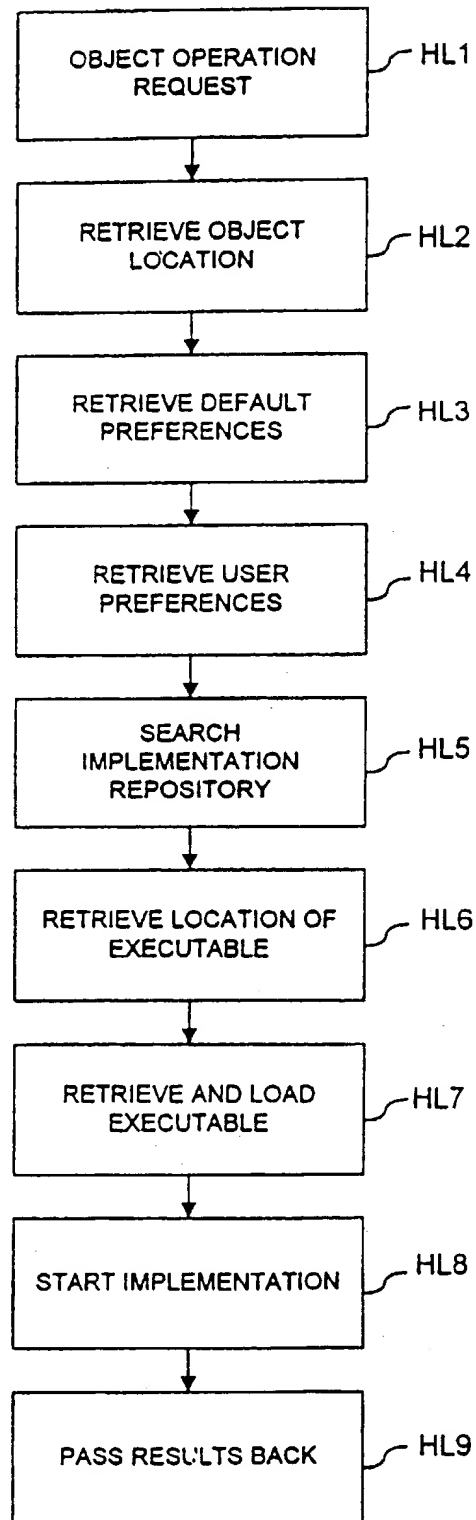 OBJECT OPERATION
REQUEST
HL1
RETRIEVE OBJECT
LOCATION
HL2
RETRIEVE DEFAULT
PREFERENCES
HL3
RETRIEVE USER
PREFERENCES
HL4
SEARCH
IMPLEMENTATION
REPOSITORY
HL5
RETRIEVE LOCATION OF
EXECUTABLE
HL6
RETRIEVE AND LOAD
EXECUTABLE
HL7
START IMPLEMENTATION
HL8
PASS RESULTS BACK
HL9